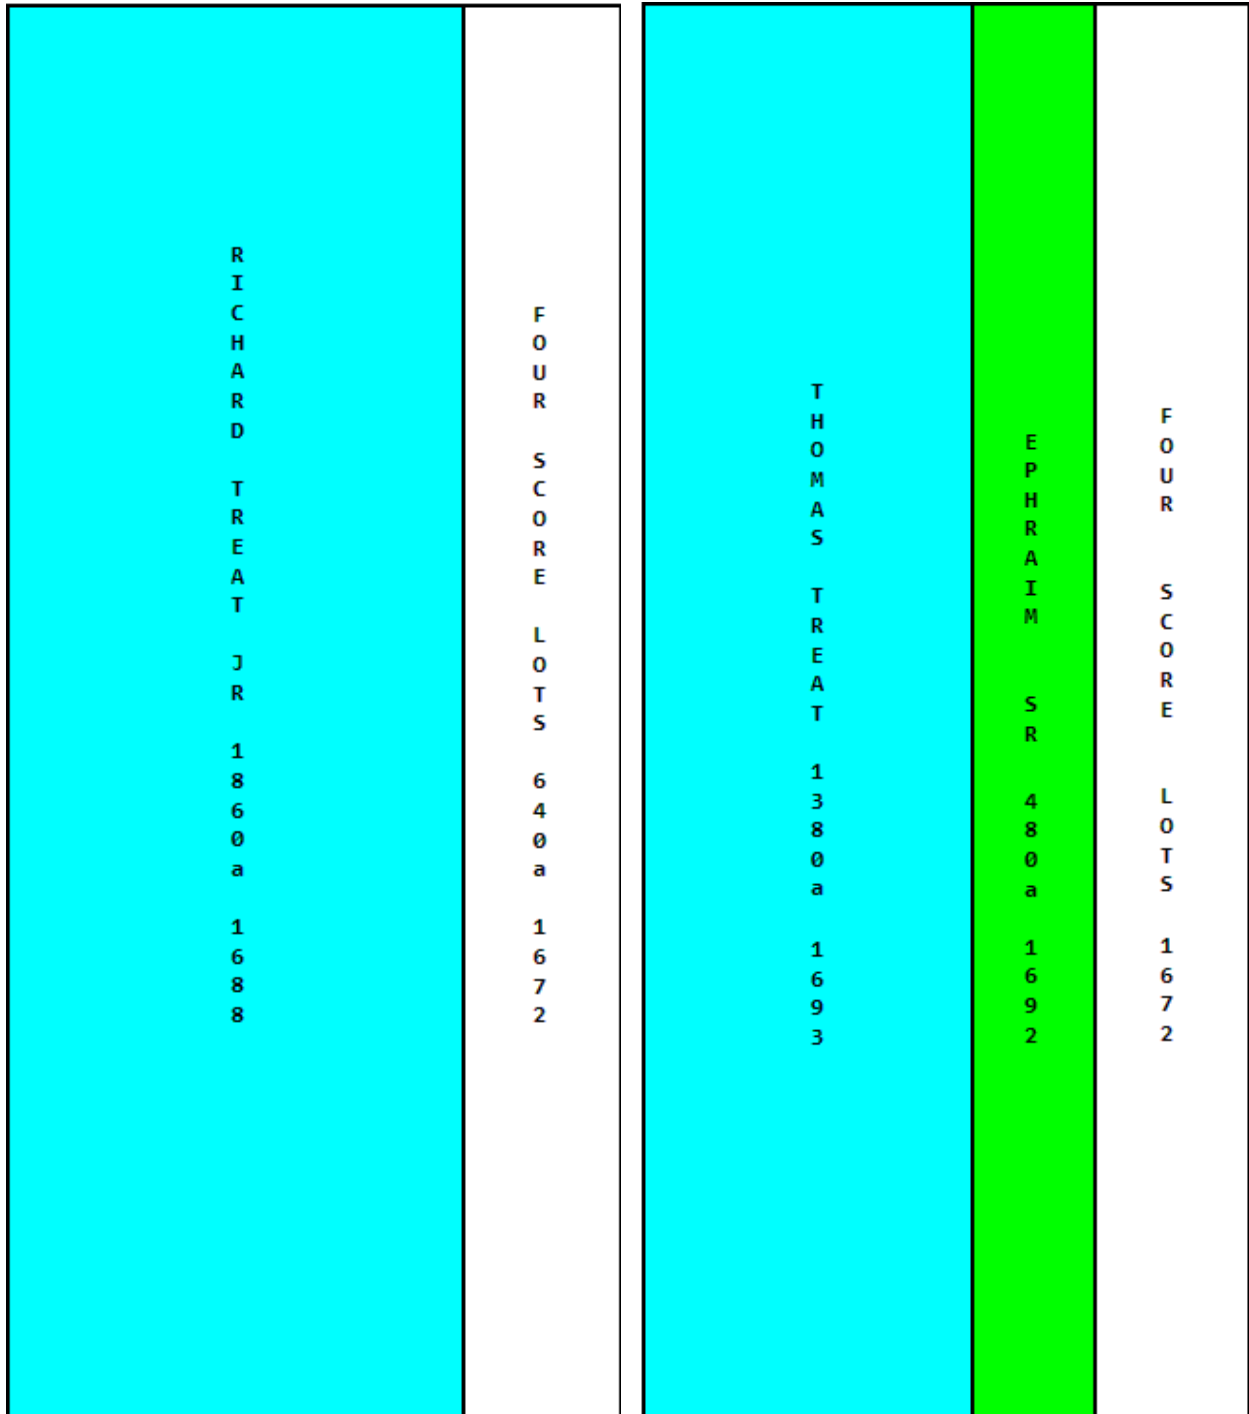 RICHARD TREAT JR 1860a 1688
FOUR SCORE LOTS 640a 1672
THOMAS TREAT 1380a 1693
EPHRAIM SR 480a 1692
FOUR SCORE LOTS 1672